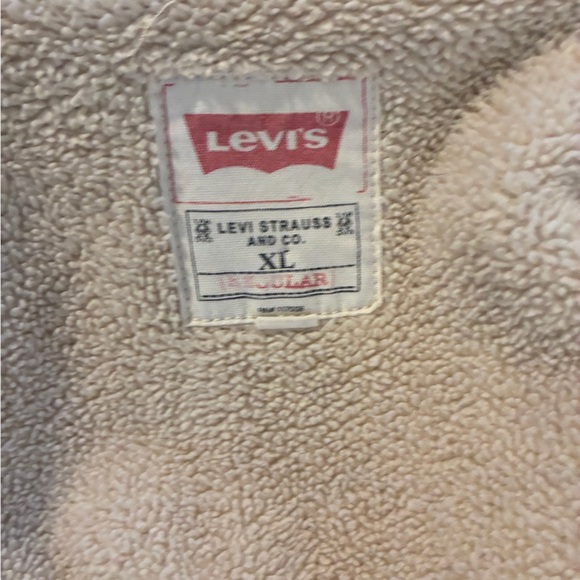 LEVI'S
LEVI STRAUSS
AND CO.
XL
REGULAR